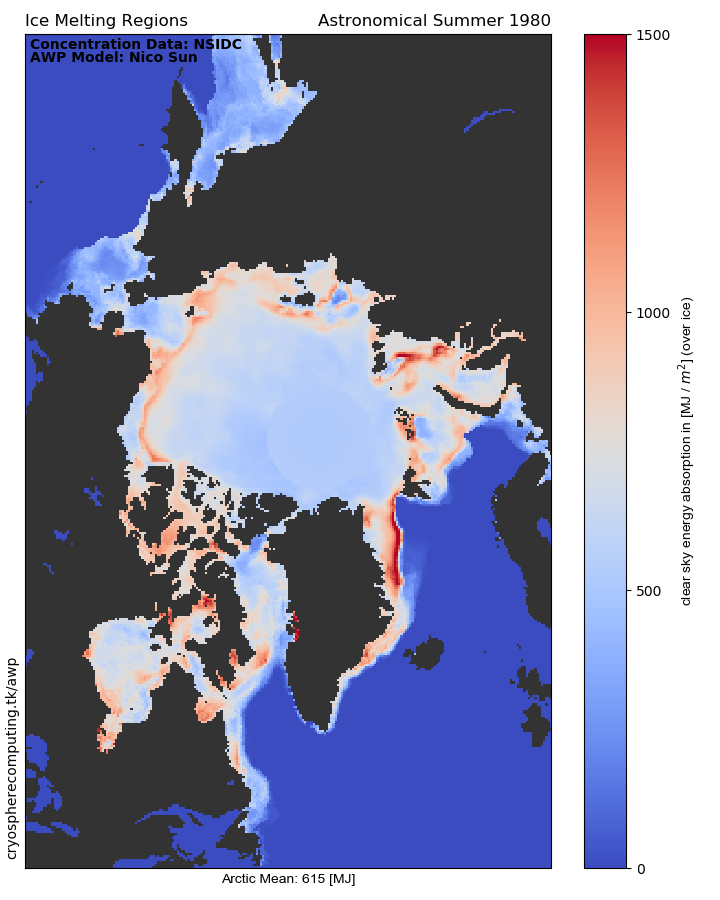 Ice Melting Regions
Astronomical Summer 1980
Concentration Data: NSIDC
AWP Model: Nico Sun
1500
1000
500
0
clear sky energy absorption in [MJ / m²] (over ice)
cryospherecomputing.tk/awp
Arctic Mean: 615 [MJ]